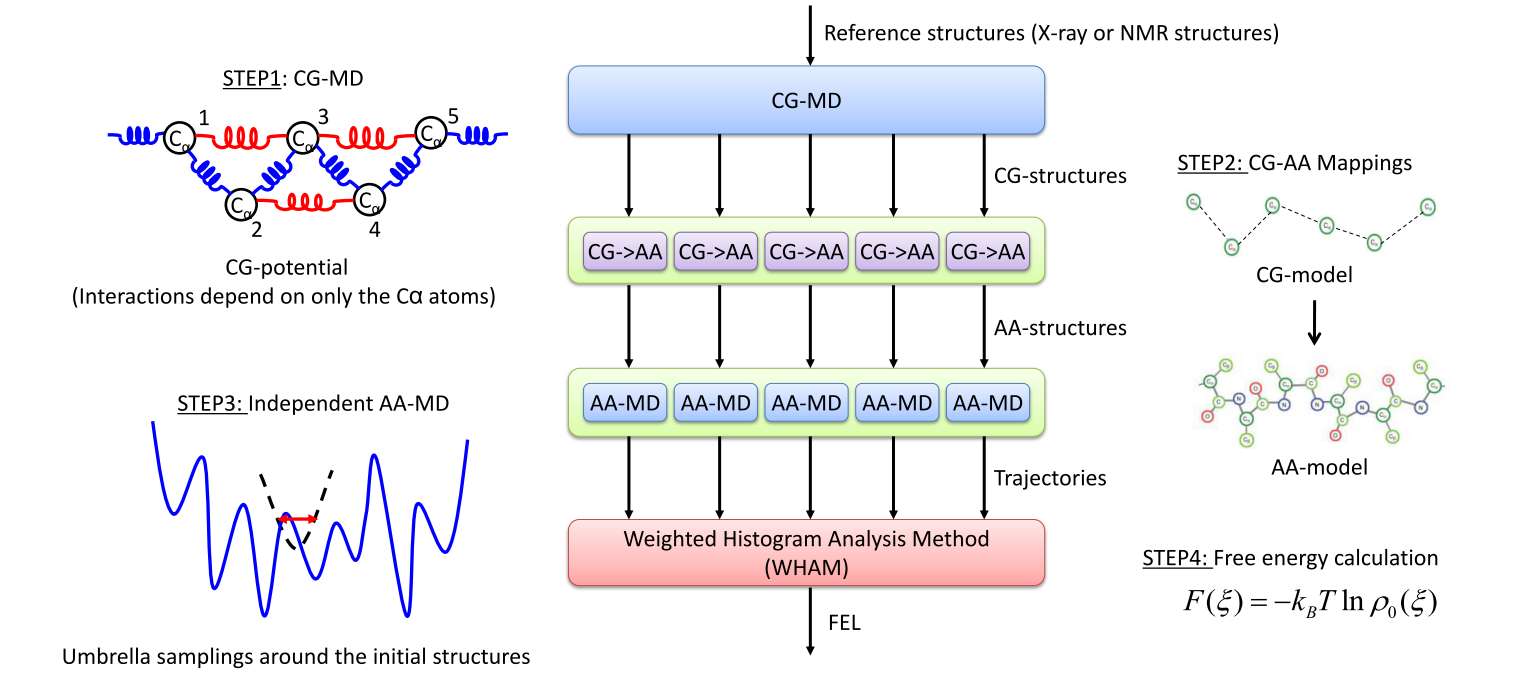 Reference structures (X-ray or NMR structures)
STEP1: CG-MD
1
3
5
Cα
Cα
Cα
Cα
Cα
2
4
CG-potential
(Interactions depend on only the Cα atoms)
CG-MD
CG-structures
CG->AA
CG->AA
CG->AA
CG->AA
CG->AA
AA-structures
AA-MD
AA-MD
AA-MD
AA-MD
AA-MD
Trajectories
Weighted Histogram Analysis Method
(WHAM)
FEL
STEP2: CG-AA Mappings
CG-model
AA-model
STEP3: Independent AA-MD
Umbrella samplings around the initial structures
STEP4: Free energy calculation
F(ξ) = −k_B T ln ρ_0(ξ)